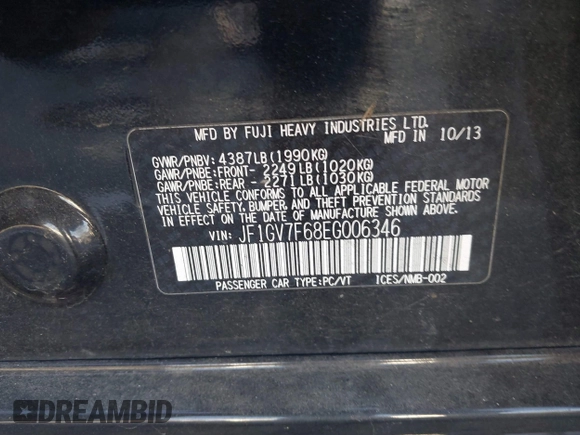 MFD BY FUJI HEAVY INDUSTRIES LTD.
MFD IN 10/13
GVWR/PNBV: 4387LB(1990KG)
GAWR/PNBE:FRONT- 2249LB(1020KG)
GAWR/PNBE:REAR - 2271LB(1030KG)
THIS VEHICLE CONFORMS TO ALL APPLICABLE FEDERAL MOTOR
VEHICLE SAFETY,BUMPER,AND THEFT PREVENTION STANDARDS
IN EFFECT ON THE DATE OF MANUFACTURE SHOWN ABOVE.
VIN: JF1GV7F68EG006346
PASSENGER CAR TYPE:PC/VT ICES/NMB-002
DREAMBID